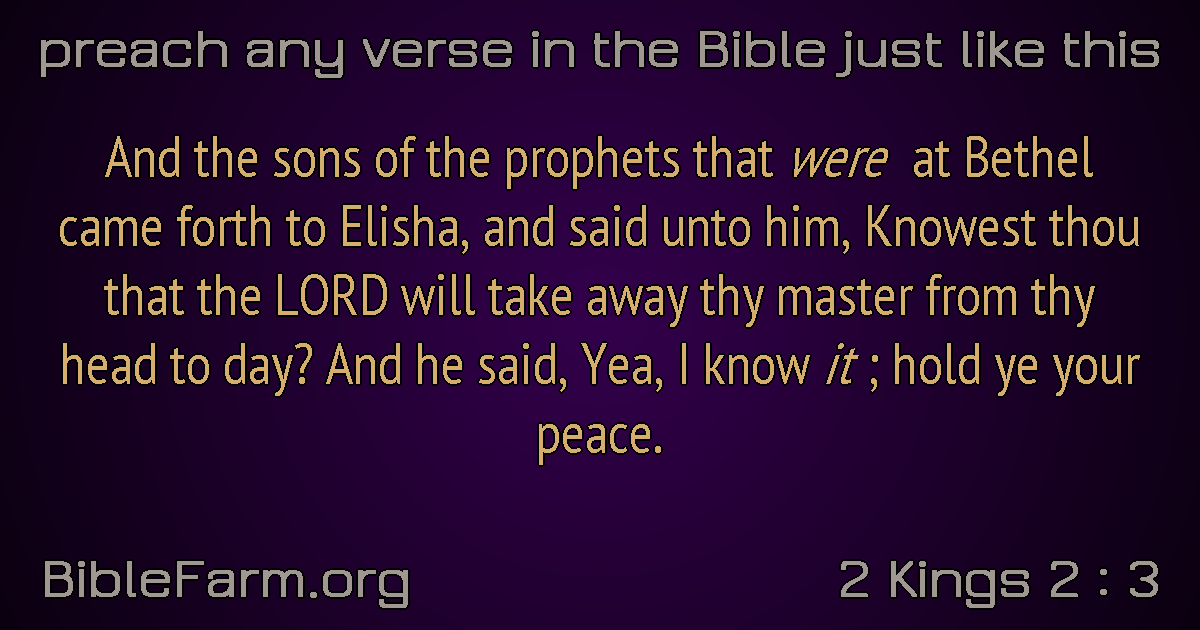 preach any verse in the Bible just like this
And the sons of the prophets that were at Bethel
came forth to Elisha, and said unto him, Knowest thou
that the LORD will take away thy master from thy
head to day? And he said, Yea, I know it ; hold ye your
peace.
BibleFarm.org
2 Kings 2 : 3